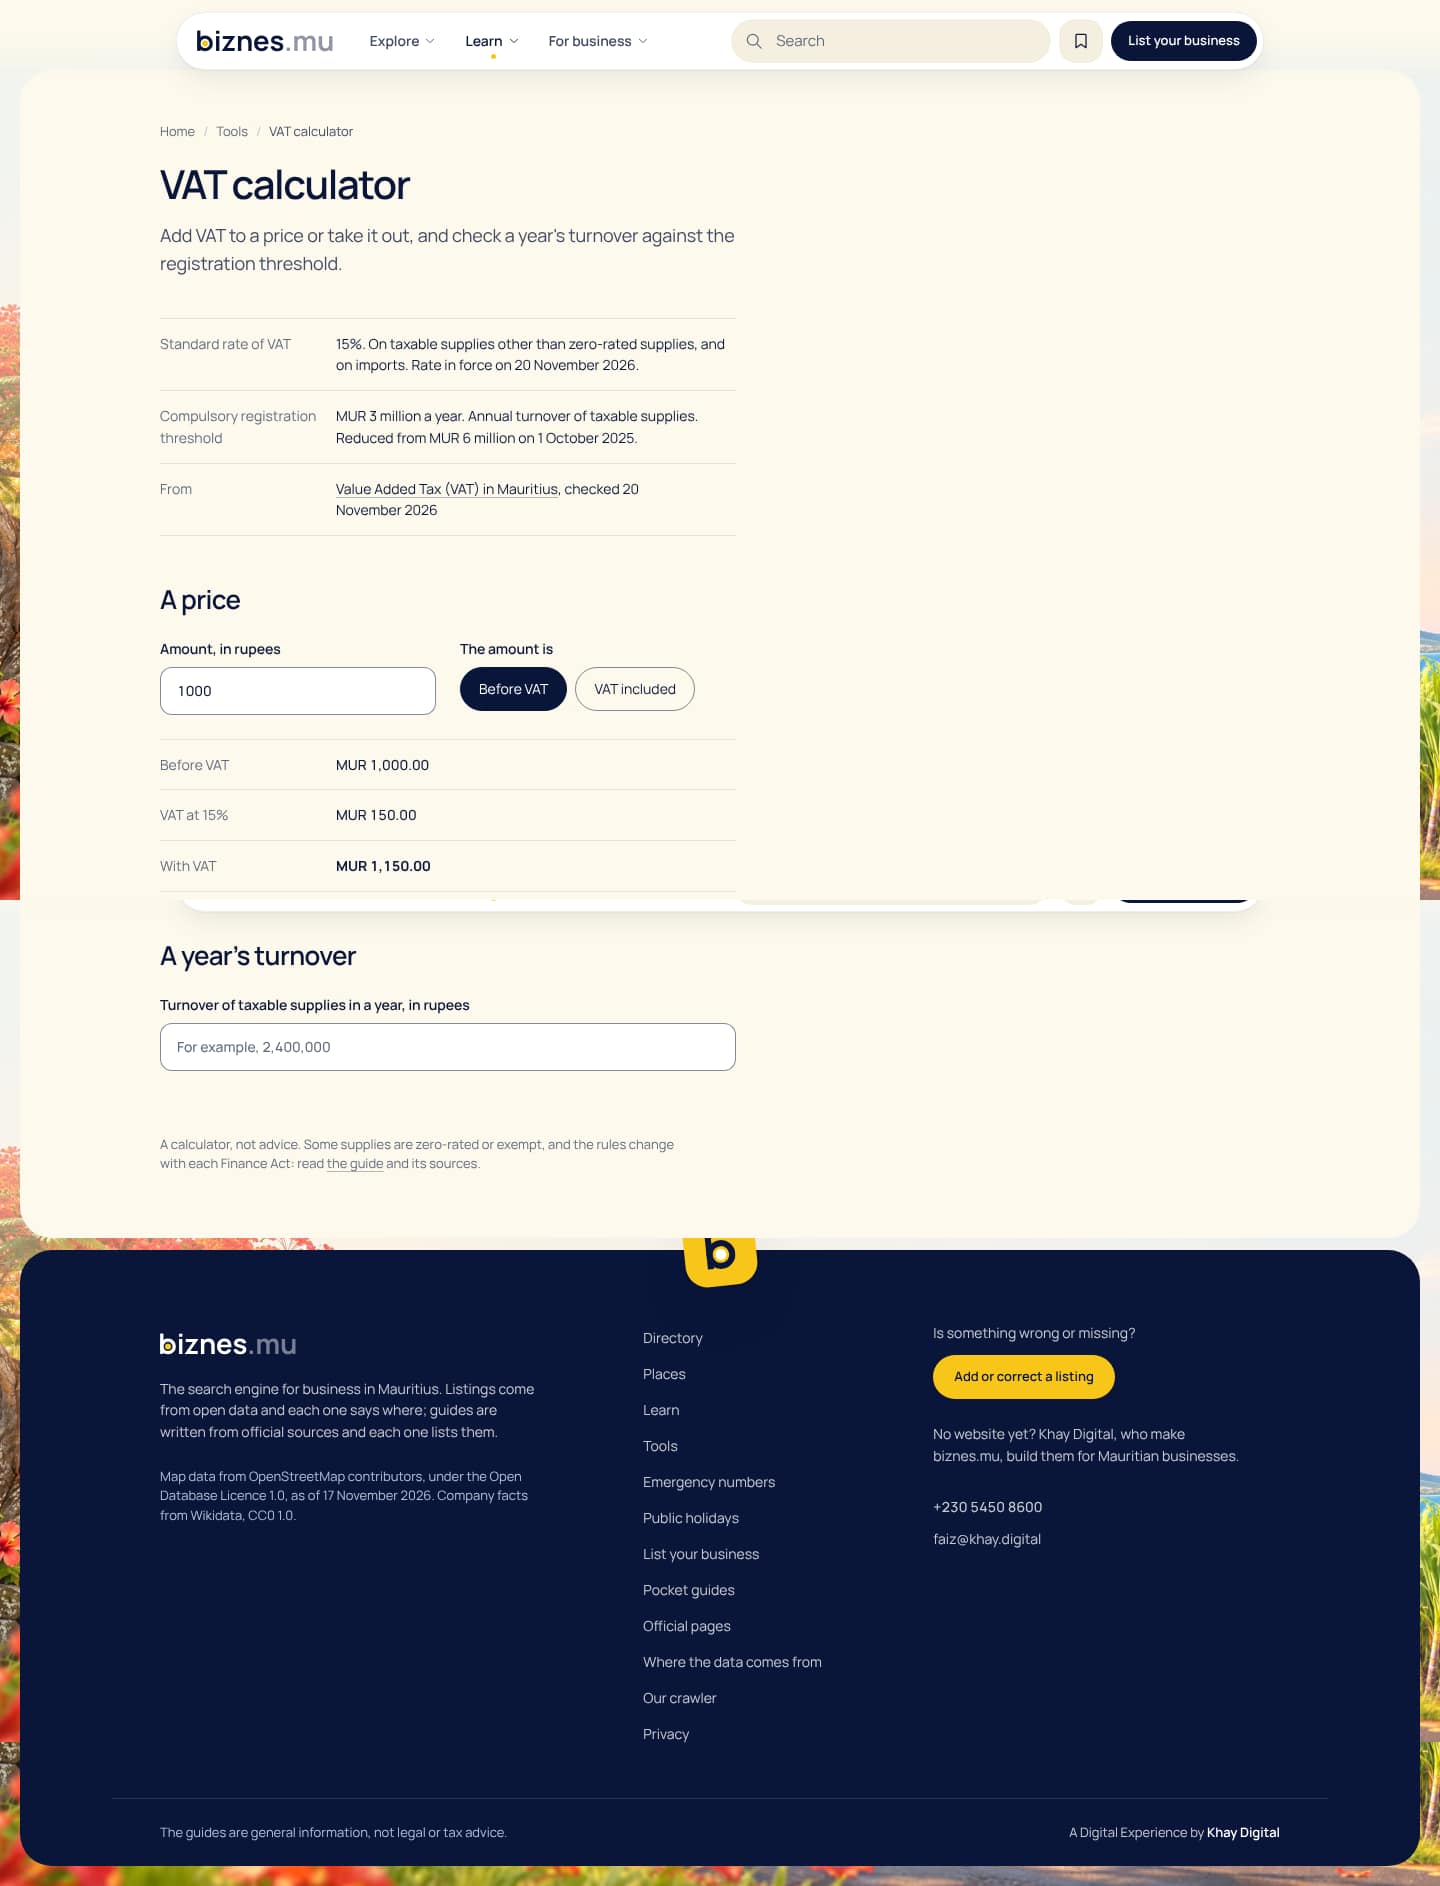 biznes.mu
Explore
Learn
For business
Search
List your business
Home / Tools / VAT calculator
VAT calculator
Add VAT to a price or take it out, and check a year's turnover against the
registration threshold.
Standard rate of VAT
15%. On taxable supplies other than zero-rated supplies, and
on imports. Rate in force on 20 November 2026.
Compulsory registration
threshold
MUR 3 million a year. Annual turnover of taxable supplies.
Reduced from MUR 6 million on 1 October 2025.
From
Value Added Tax (VAT) in Mauritius, checked 20
November 2026
A price
Amount, in rupees
1000
The amount is
Before VAT
VAT included
Before VAT
MUR 1,000.00
VAT at 15%
MUR 150.00
With VAT
MUR 1,150.00
A year's turnover
Turnover of taxable supplies in a year, in rupees
For example, 2,400,000
A calculator, not advice. Some supplies are zero-rated or exempt, and the rules change
with each Finance Act: read the guide and its sources.
b
biznes.mu
The search engine for business in Mauritius. Listings come
from open data and each one says where; guides are
written from official sources and each one lists them.
Map data from OpenStreetMap contributors, under the Open
Database Licence 1.0, as of 17 November 2026. Company facts
from Wikidata, CC0 1.0.
Directory
Places
Learn
Tools
Emergency numbers
Public holidays
List your business
Pocket guides
Official pages
Where the data comes from
Our crawler
Privacy
Is something wrong or missing?
Add or correct a listing
No website yet? Khay Digital, who make
biznes.mu, build them for Mauritian businesses.
+230 5450 8600
faiz@khay.digital
The guides are general information, not legal or tax advice.
A Digital Experience by Khay Digital